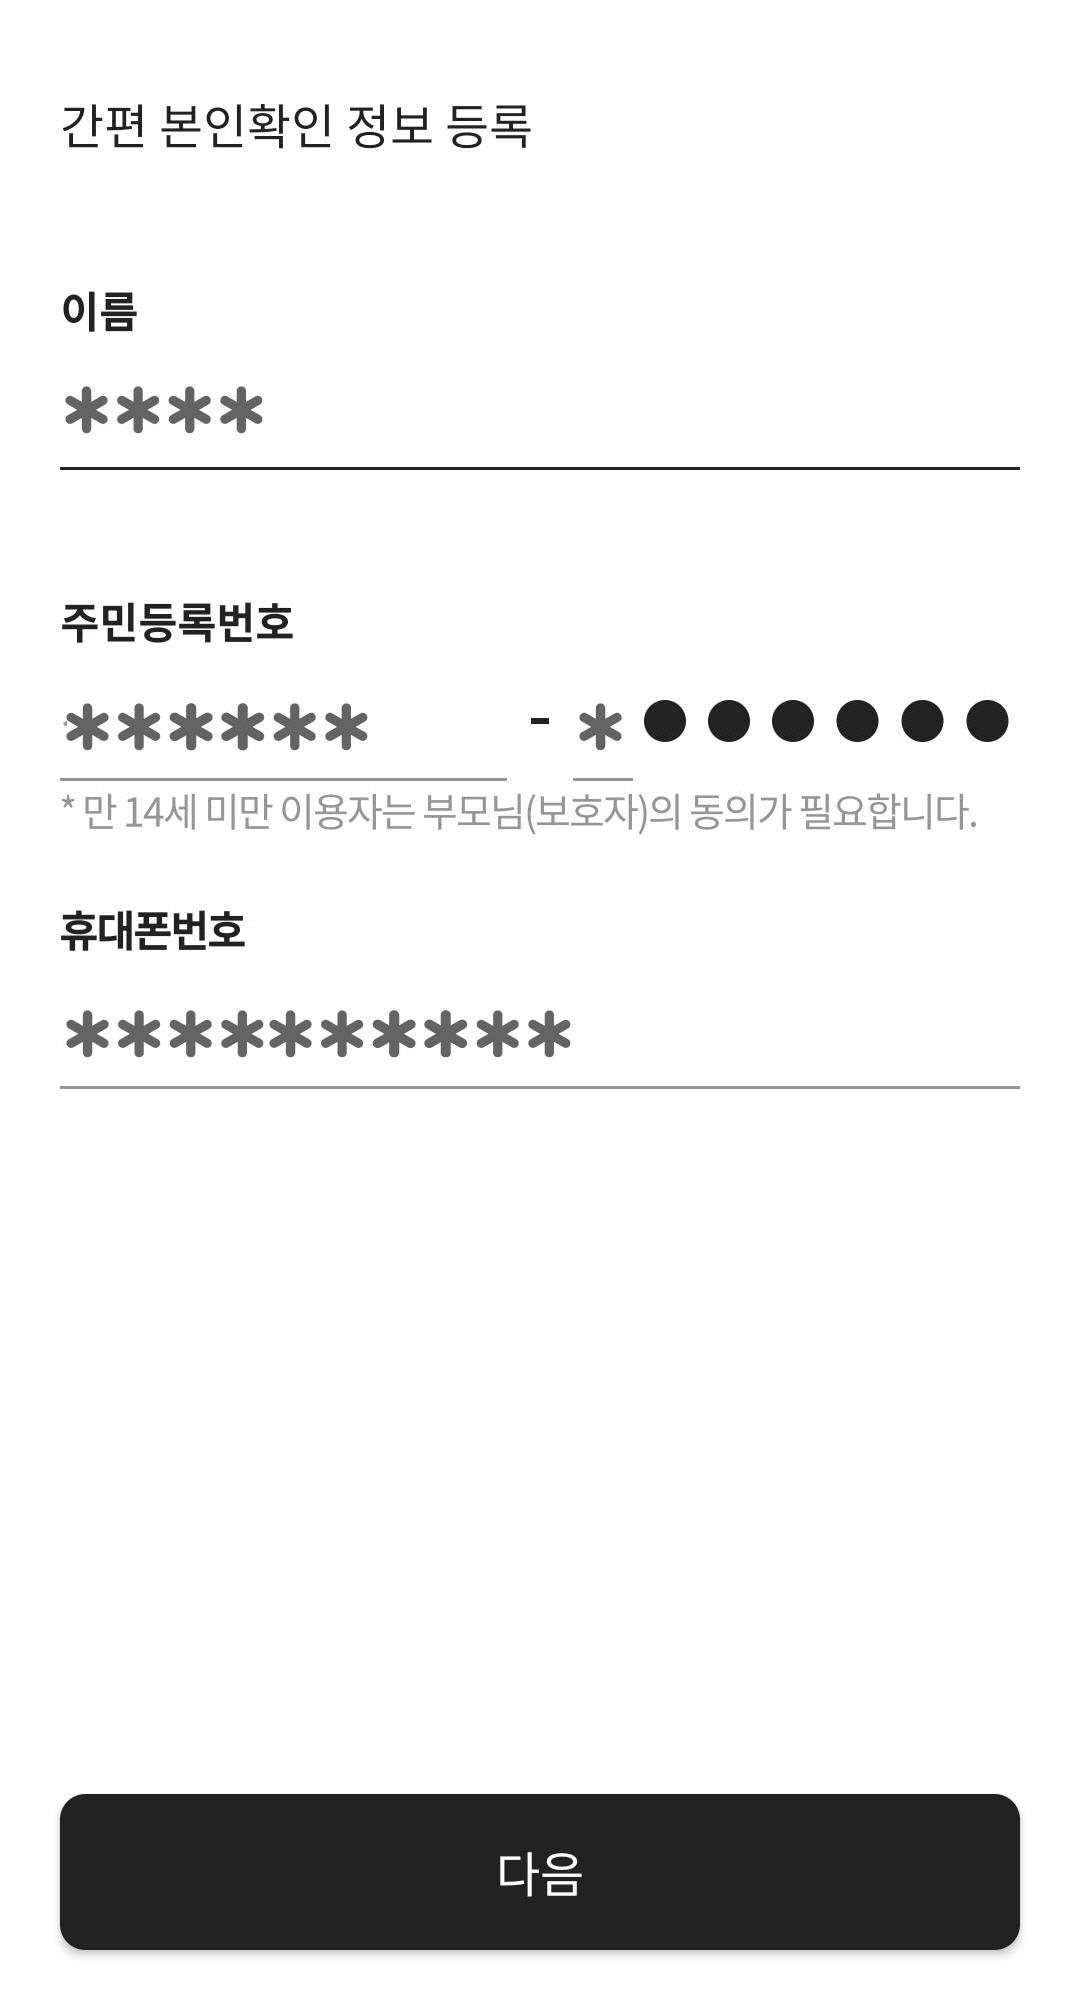 간편 본인확인 정보 등록
이름
****
주민등록번호
****** - *●●●●●●
* 만 14세 미만 이용자는 부모님(보호자)의 동의가 필요합니다.
휴대폰번호
**********
다음